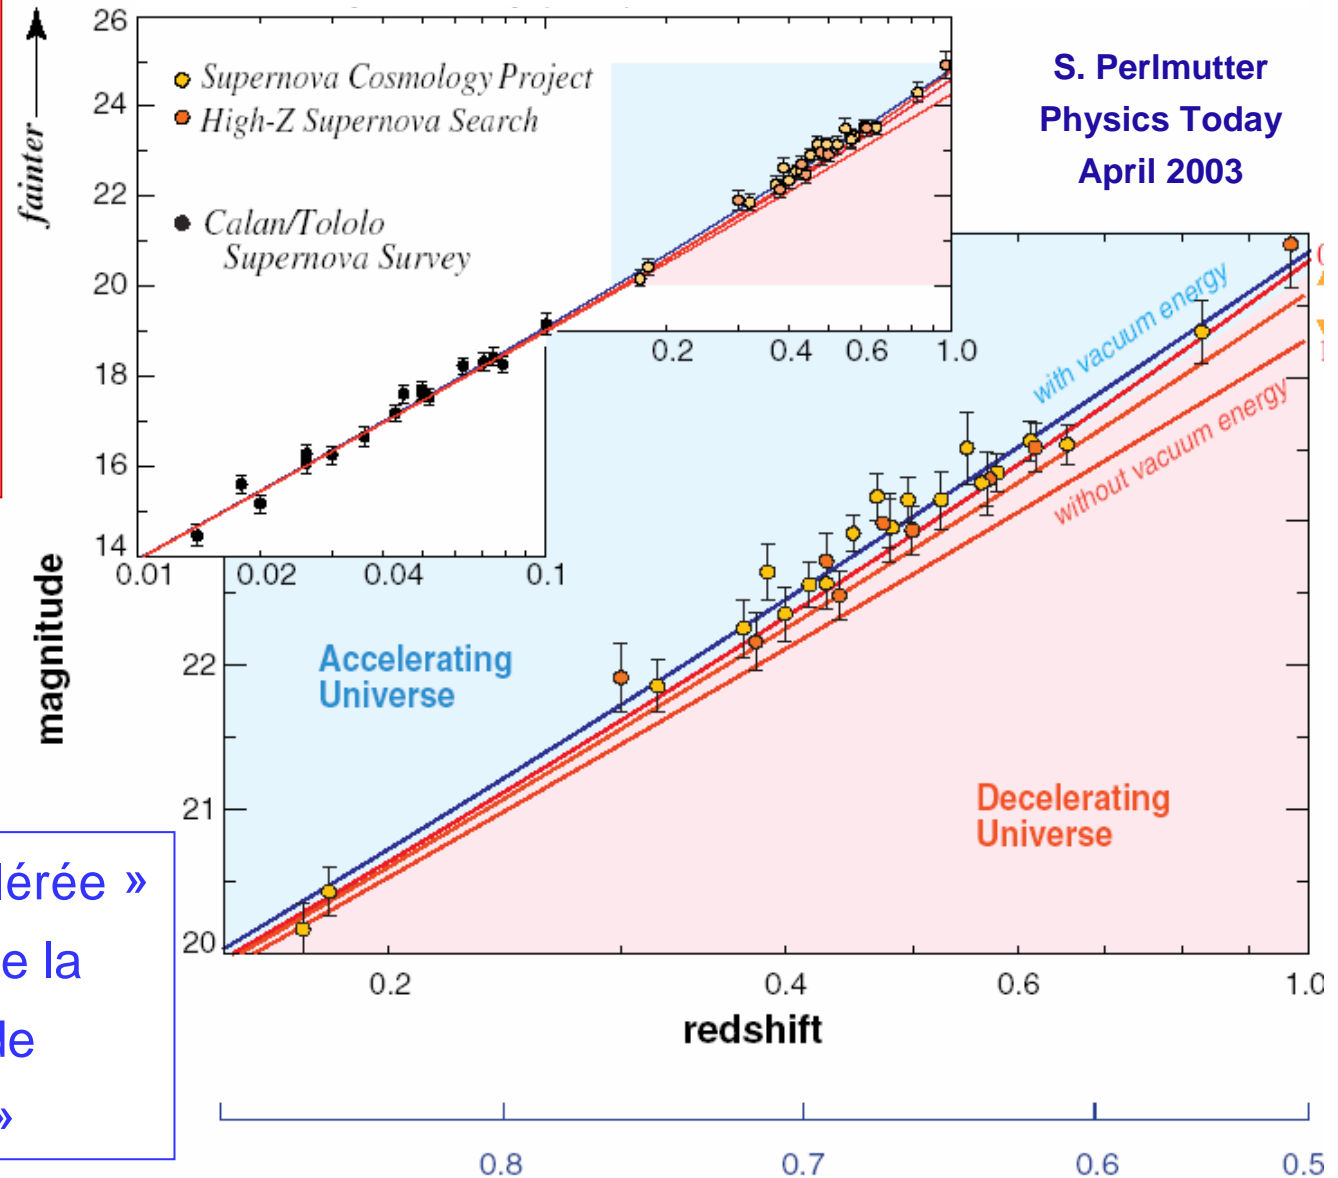 26
24
22
20
18
16
14
fainter
Supernova Cosmology Project
High-Z Supernova Search
Calan/Tololo
Supernova Survey
S. Perlmutter
Physics Today
April 2003
0.2 0.4 0.6 1.0
0.01 0.02 0.04 0.1
with vacuum energy
without vacuum energy
0
1
magnitude
22
21
20
Accelerating
Universe
Decelerating
Universe
0.2 0.4 0.6 1.0
redshift
lérée »
e la
de
»
0.8 0.7 0.6 0.5